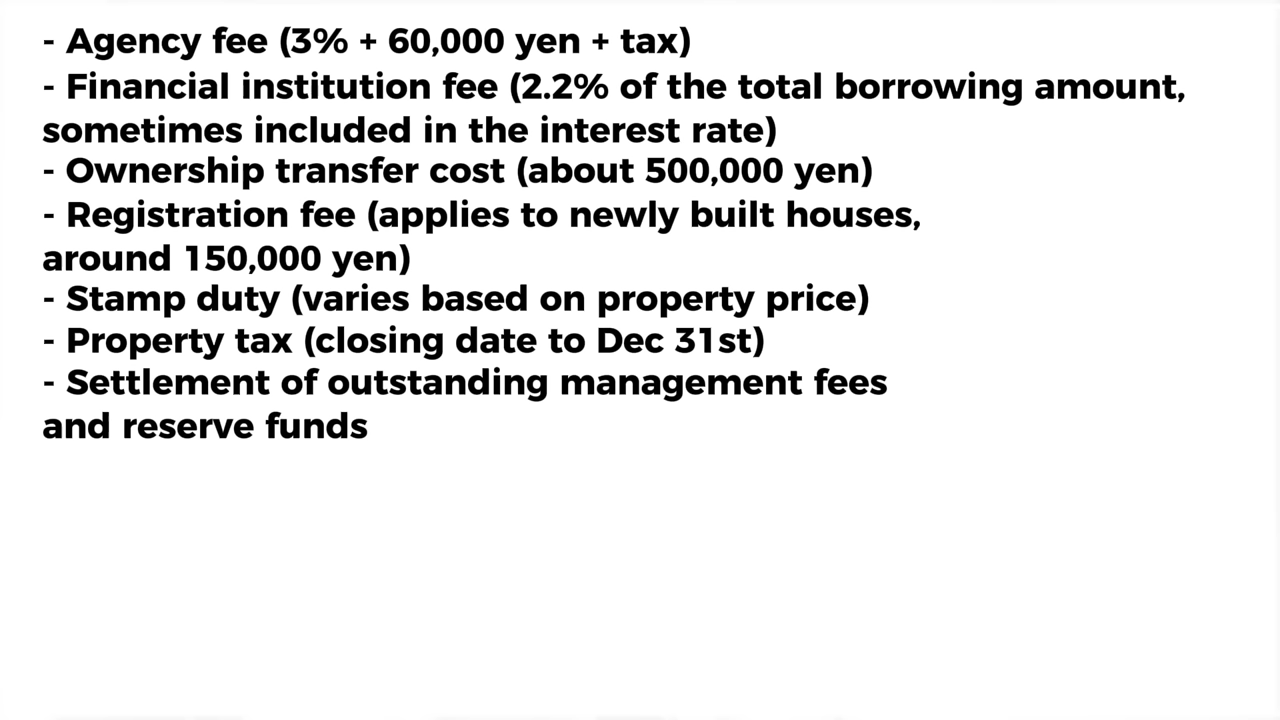 - Agency fee (3% + 60,000 yen + tax)
- Financial institution fee (2.2% of the total borrowing amount,
sometimes included in the interest rate)
- Ownership transfer cost (about 500,000 yen)
- Registration fee (applies to newly built houses,
around 150,000 yen)
- Stamp duty (varies based on property price)
- Property tax (closing date to Dec 31st)
- Settlement of outstanding management fees
and reserve funds